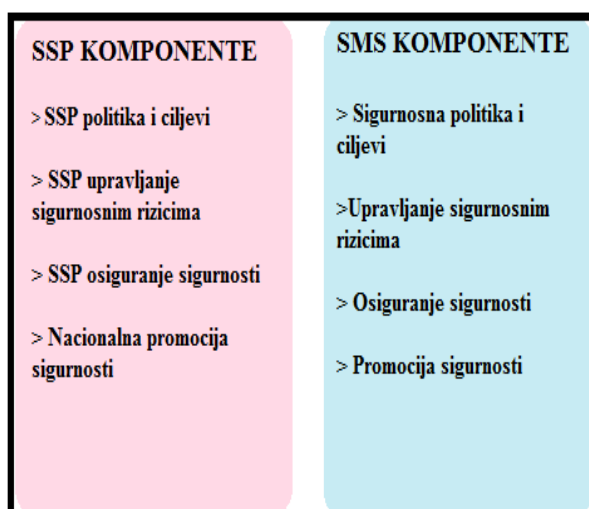 SSP KOMPONENTE
> SSP politika i ciljevi
> SSP upravljanje
sigurnosnim rizicima
> SSP osiguranje sigurnosti
> Nacionalna promocija
sigurnosti
SMS KOMPONENTE
> Sigurnosna politika i
ciljevi
>Upravljanje sigurnosnim
rizicima
> Osiguranje sigurnosti
> Promocija sigurnosti